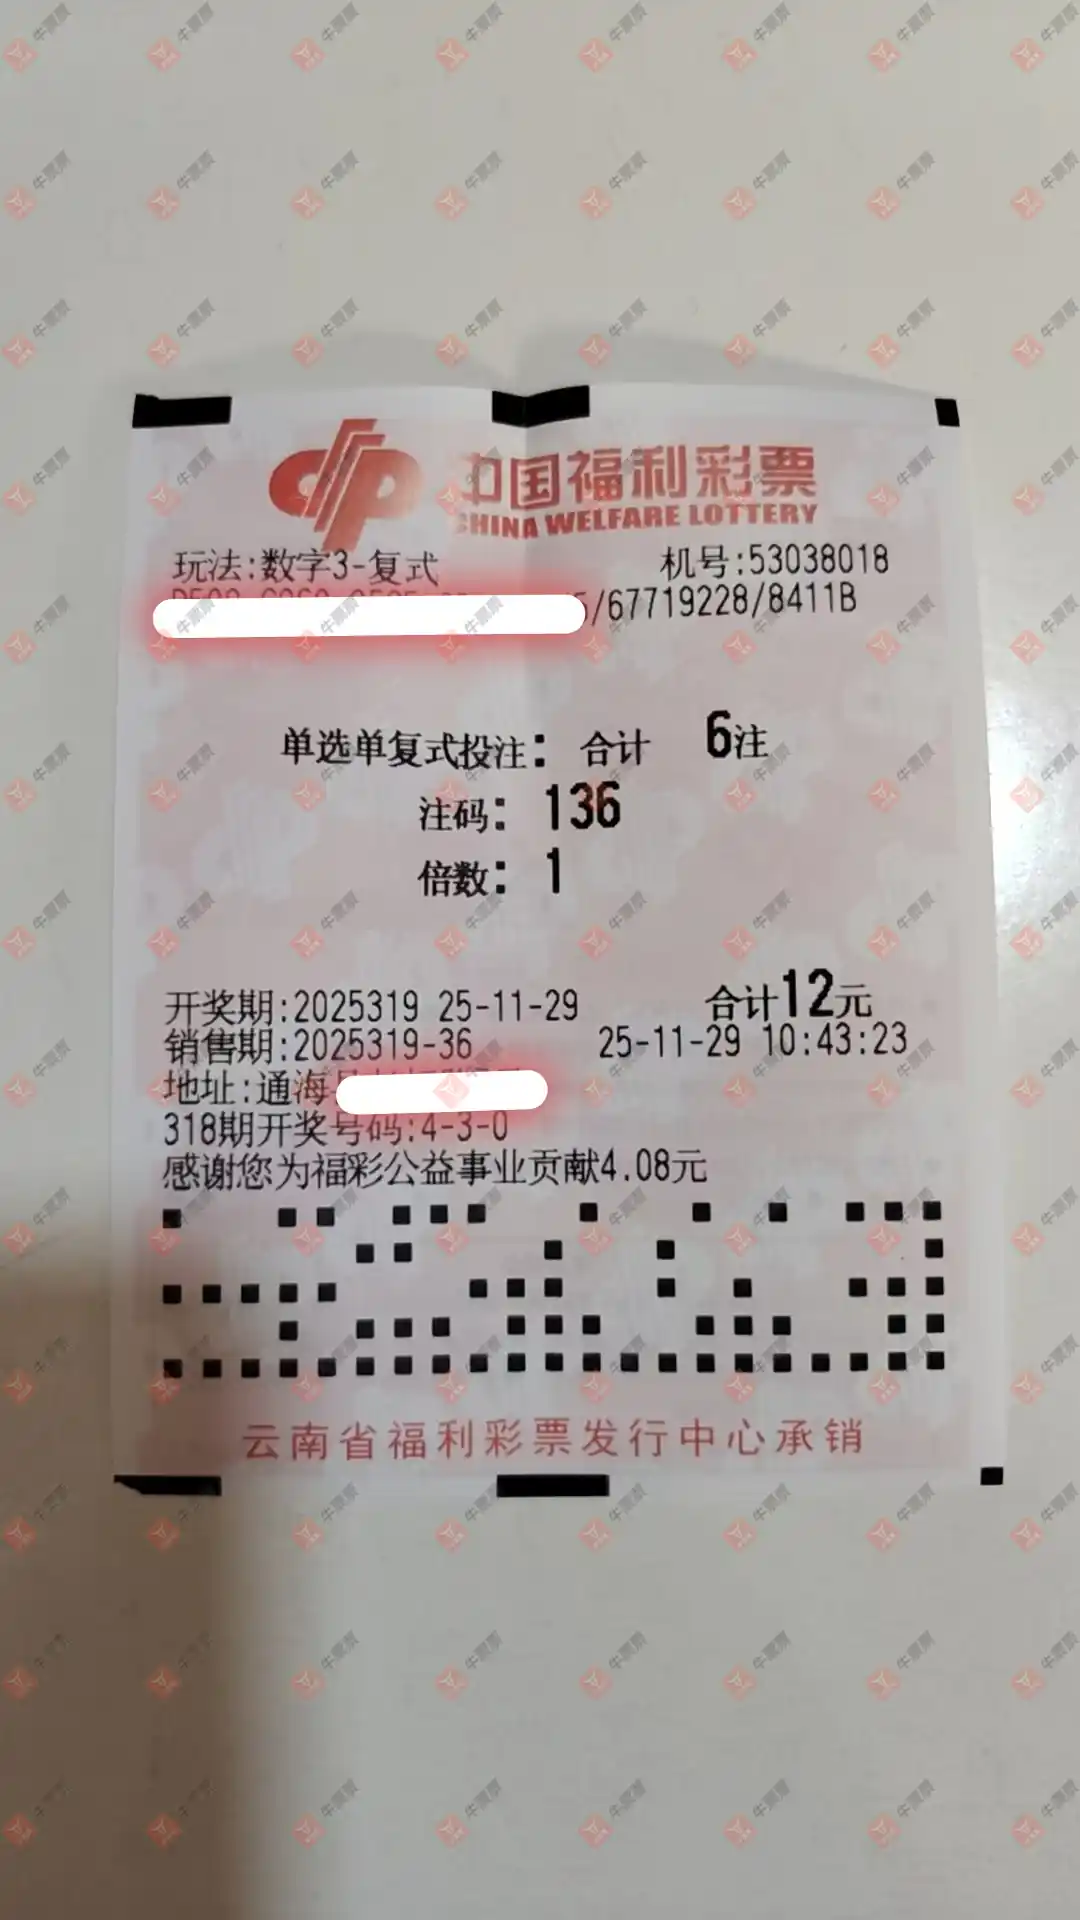 中国福利彩票
CHINA WELFARE LOTTERY
玩法:数字3-复式 机号:53038018
/67719228/8411B
单选单复式投注: 合计 6注
注码: 136
倍数: 1
开奖期:2025319 25-11-29 合计12元
销售期:2025319-36 25-11-29 10:43:23
地址:通海
318期开奖号码:4-3-0
感谢您为福彩公益事业贡献4.08元
云南省福利彩票发行中心承销
牛票票